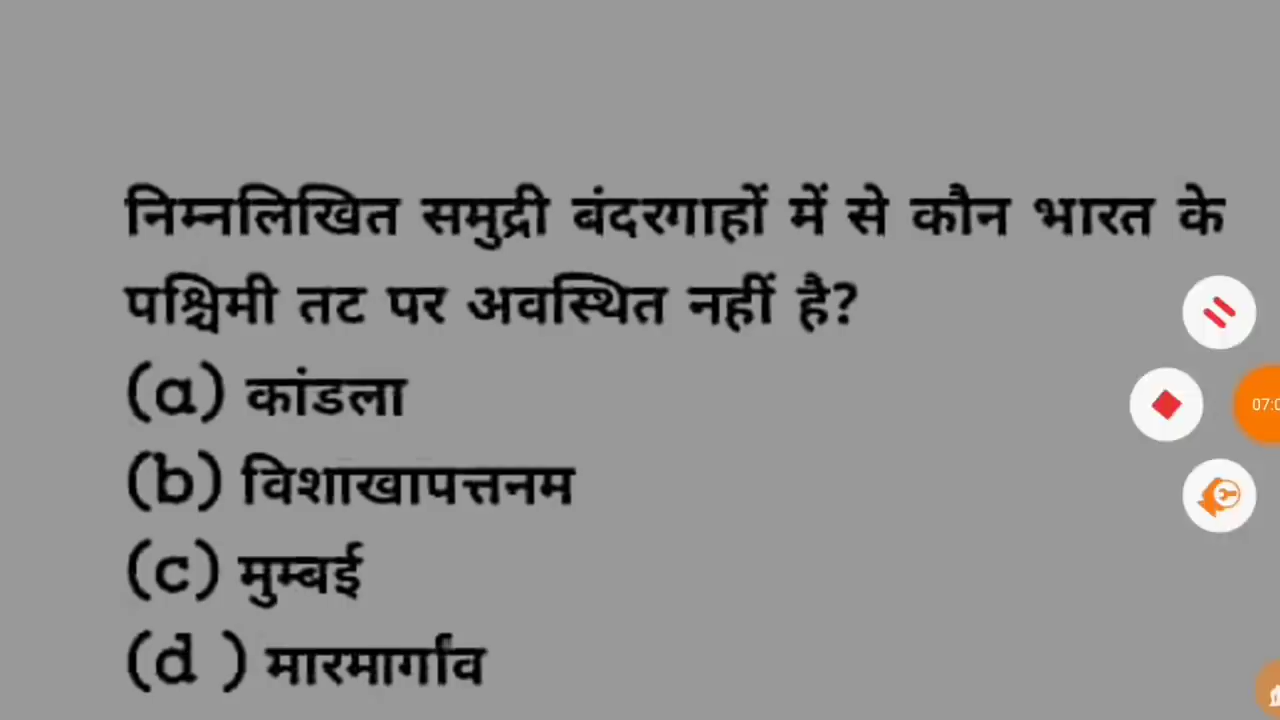 निम्नलिखित समुद्री बंदरगाहों में से कौन भारत के
पश्चिमी तट पर अवस्थित नहीं है?
(a) कांडला
(b) विशाखापत्तनम
(c) मुम्बई
(d ) मारमार्गाव